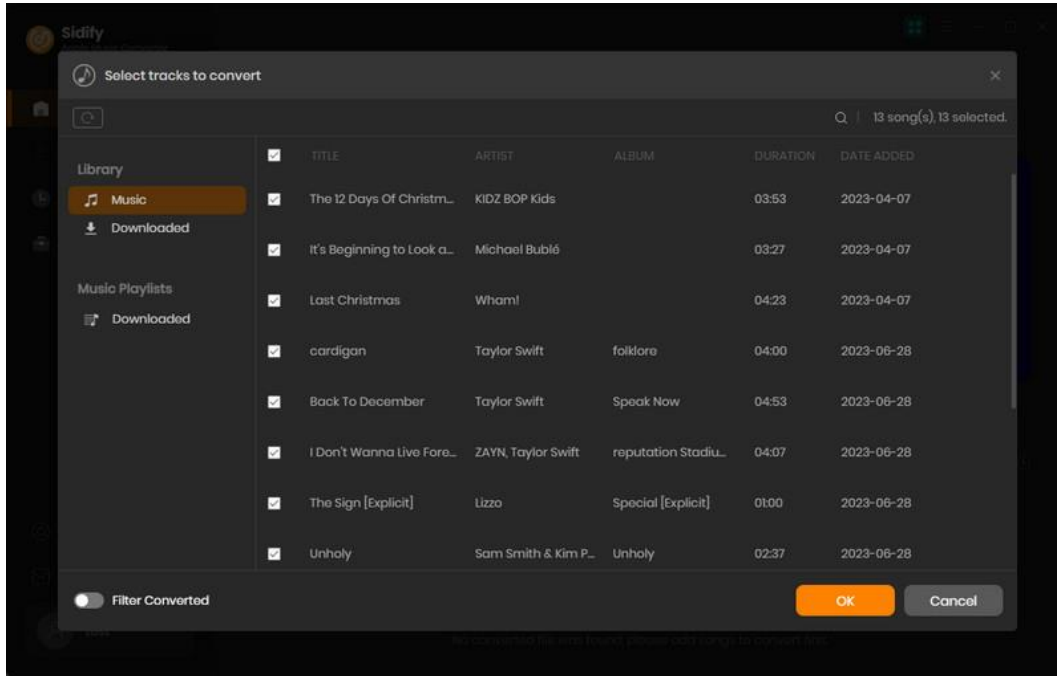 Sidify
Select tracks to convert
13 song(s), 13 selected.
Library
Music
Downloaded
Music Playlists
Downloaded
TITLE ARTIST ALBUM DURATION DATE ADDED
The 12 Days Of Christm... KIDZ BOP Kids 03:53 2023-04-07
It's Beginning to Look a... Michael Bublé 03:27 2023-04-07
Last Christmas Wham! 04:23 2023-04-07
cardigan Taylor Swift folklore 04:00 2023-06-28
Back To December Taylor Swift Speak Now 04:53 2023-06-28
I Don't Wanna Live Fore... ZAYN, Taylor Swift reputation Stadiu... 04:07 2023-06-28
The Sign [Explicit] Lizzo Special [Explicit] 01:00 2023-06-28
Unholy Sam Smith & Kim P... Unholy 02:37 2023-06-28
Filter Converted
OK Cancel